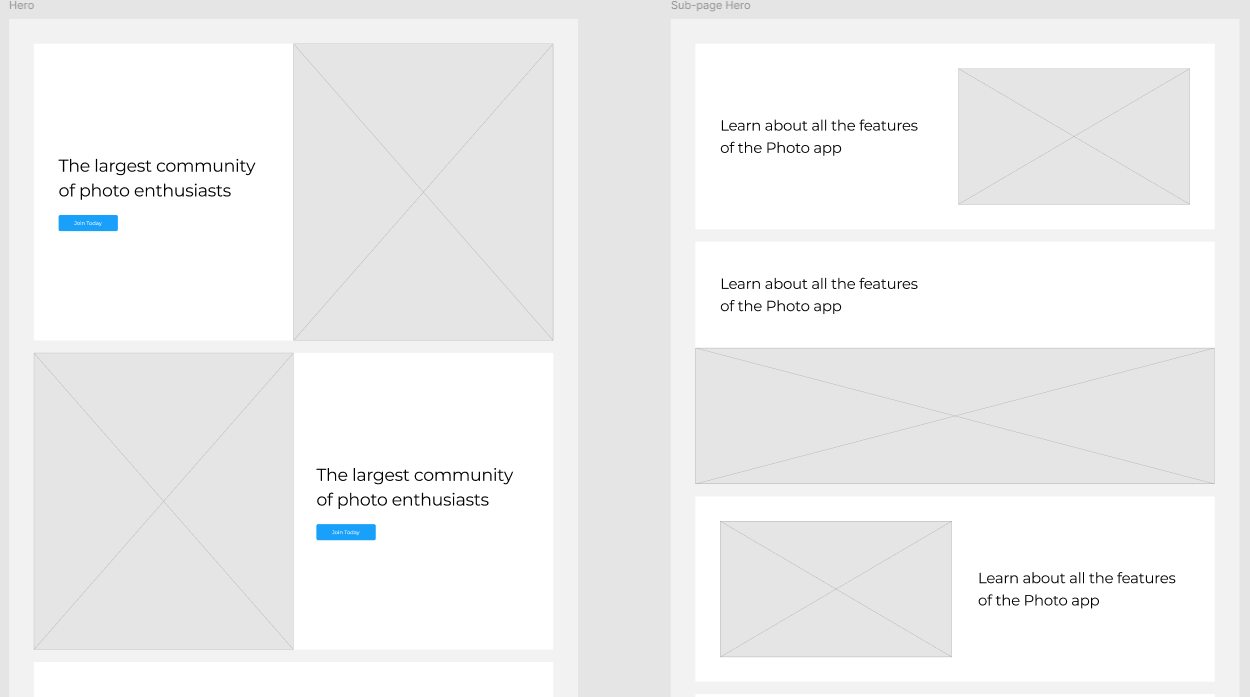 Hero
The largest community
of photo enthusiasts
Join Today
The largest community
of photo enthusiasts
Join Today
Sub-page Hero
Learn about all the features
of the Photo app
Learn about all the features
of the Photo app
Learn about all the features
of the Photo app